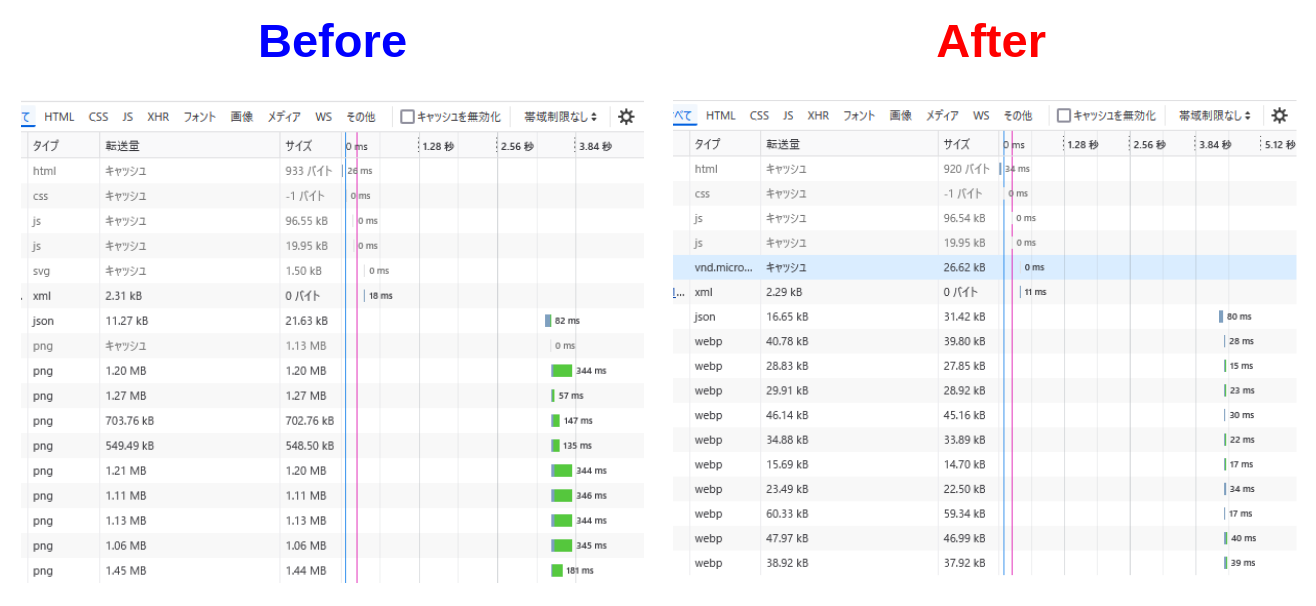 Before
After
て HTML CSS JS XHR フォント 画像 メディア WS その他 キャッシュを無効化 帯域制限なし
タイプ 転送量 サイズ 0 ms 1.28 秒 2.56 秒 3.84 秒
html キャッシュ 933 バイト 26 ms
css キャッシュ -1 バイト 0 ms
js キャッシュ 96.55 kB 0 ms
js キャッシュ 19.95 kB 0 ms
svg キャッシュ 1.50 kB 0 ms
xml 2.31 kB 0 バイト 18 ms
json 11.27 kB 21.63 kB 82 ms
png キャッシュ 1.13 MB 0 ms
png 1.20 MB 1.20 MB 344 ms
png 1.27 MB 1.27 MB 57 ms
png 703.76 kB 702.76 kB 147 ms
png 549.49 kB 548.50 kB 135 ms
png 1.21 MB 1.20 MB 344 ms
png 1.11 MB 1.11 MB 346 ms
png 1.13 MB 1.13 MB 344 ms
png 1.06 MB 1.06 MB 345 ms
png 1.45 MB 1.44 MB 181 ms
べて HTML CSS JS XHR フォント 画像 メディア WS その他 キャッシュを無効化 帯域制限なし
タイプ 転送量 サイズ 0 ms 1.28 秒 2.56 秒 3.84 秒 5.12 秒
html キャッシュ 920 バイト 34 ms
css キャッシュ -1 バイト 0 ms
js キャッシュ 96.54 kB 0 ms
js キャッシュ 19.95 kB 0 ms
vnd.micro... キャッシュ 26.62 kB 0 ms
xml 2.29 kB 0 バイト 11 ms
json 16.65 kB 31.42 kB 80 ms
webp 40.78 kB 39.80 kB 28 ms
webp 28.83 kB 27.85 kB 15 ms
webp 29.91 kB 28.92 kB 23 ms
webp 46.14 kB 45.16 kB 30 ms
webp 34.88 kB 33.89 kB 22 ms
webp 15.69 kB 14.70 kB 17 ms
webp 23.49 kB 22.50 kB 34 ms
webp 60.33 kB 59.34 kB 17 ms
webp 47.97 kB 46.99 kB 40 ms
webp 38.92 kB 37.92 kB 39 ms